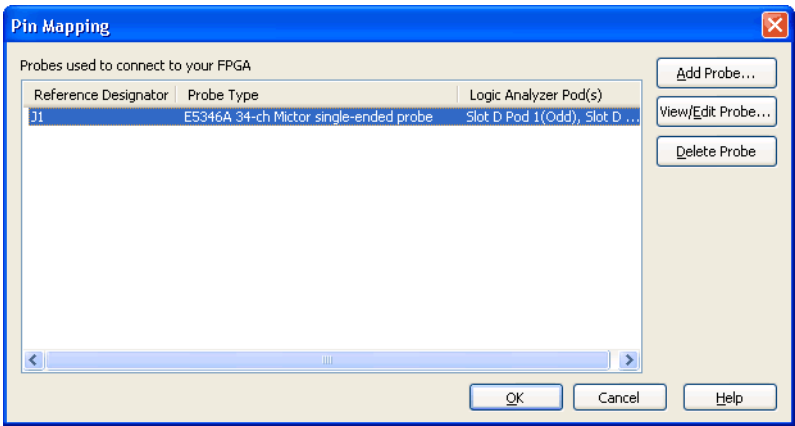 Pin Mapping
Probes used to connect to your FPGA
Add Probe...
Reference Designator Probe Type Logic Analyzer Pod(s)
J1 E5346A 34-ch Mictor single-ended probe Slot D Pod 1(Odd), Slot D ...
View/Edit Probe...
Delete Probe
OK Cancel Help